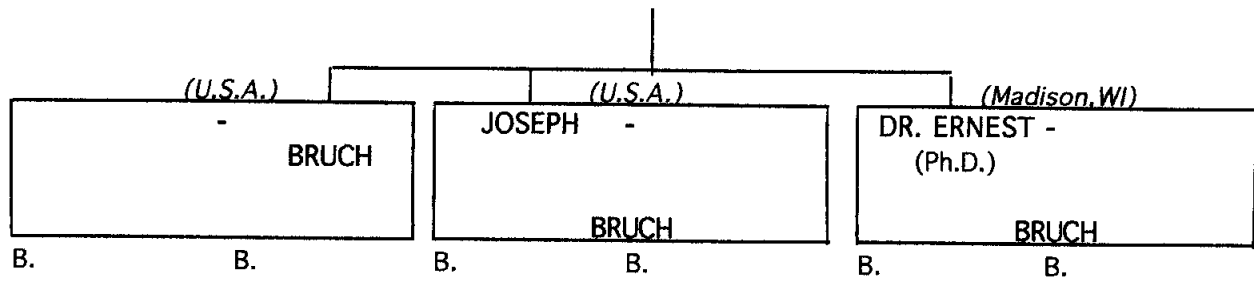 (U.S.A.)
-
BRUCH
B. B.
(U.S.A.)
JOSEPH -
BRUCH
B. B.
(Madison,WI)
DR. ERNEST -
(Ph.D.)
BRUCH
B. B.